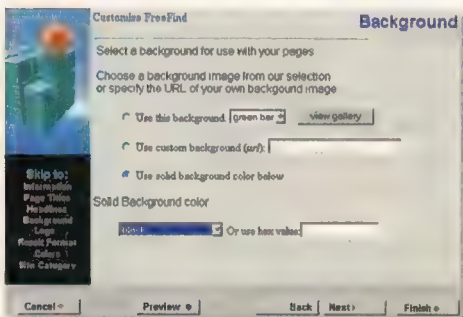 Customize FreeFind
Background
Select a background for use with your pages
Choose a background image from our selection
or specify the URL of your own backgound image
Use this background. green bar view gallery
Use custom background (url):
Use solid background color below
Solid Background color
Or use hex value:
Skip to:
Information
Page Titles
Headlines
Background
Logo
Result Format
Colors
Site Category
Cancel
Preview
Back
Next
Finish